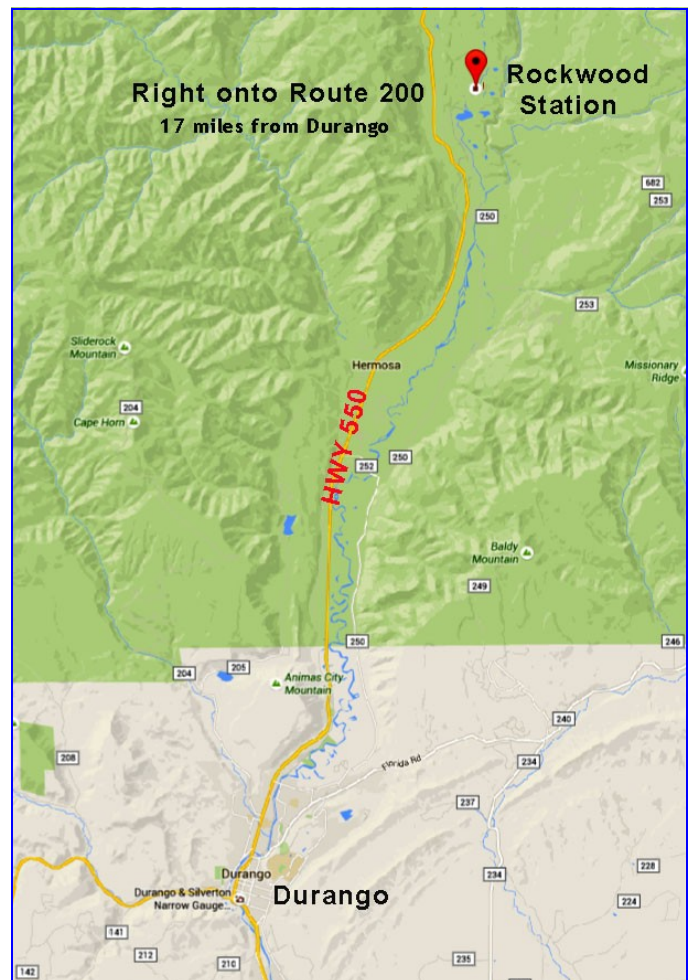 Right onto Route 200
17 miles from Durango
Rockwood
Station
682
253
250
253
Sliderock
Mountain
Hermosa
Missionary
Ridge
204
Cape Horn
HWY 550
250
252
Baldy
Mountain
249
250
246
204
205
Animas City
Mountain
240
208
Florida Rd
234
237
Durango
Durango & Silverton
Narrow Gauge...
Durango
228
234
224
141
212
210
235
142